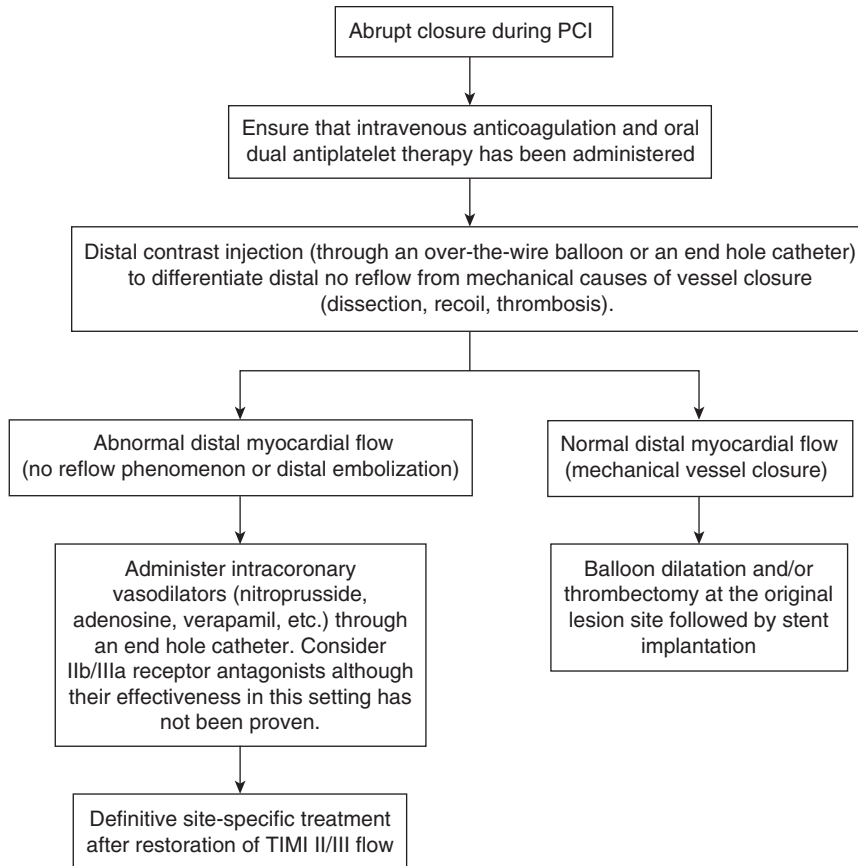 Abrupt closure during PCI
Ensure that intravenous anticoagulation and oral
dual antiplatelet therapy has been administered
Distal contrast injection (through an over-the-wire balloon or an end hole catheter)
to differentiate distal no reflow from mechanical causes of vessel closure
(dissection, recoil, thrombosis).
Abnormal distal myocardial flow
(no reflow phenomenon or distal embolization)
Normal distal myocardial flow
(mechanical vessel closure)
Administer intracoronary
vasodilators (nitroprusside,
adenosine, verapamil, etc.) through
an end hole catheter. Consider
IIb/IIIa receptor antagonists although
their effectiveness in this setting has
not been proven.
Balloon dilatation and/or
thrombectomy at the original
lesion site followed by stent
implantation
Definitive site-specific treatment
after restoration of TIMI II/III flow